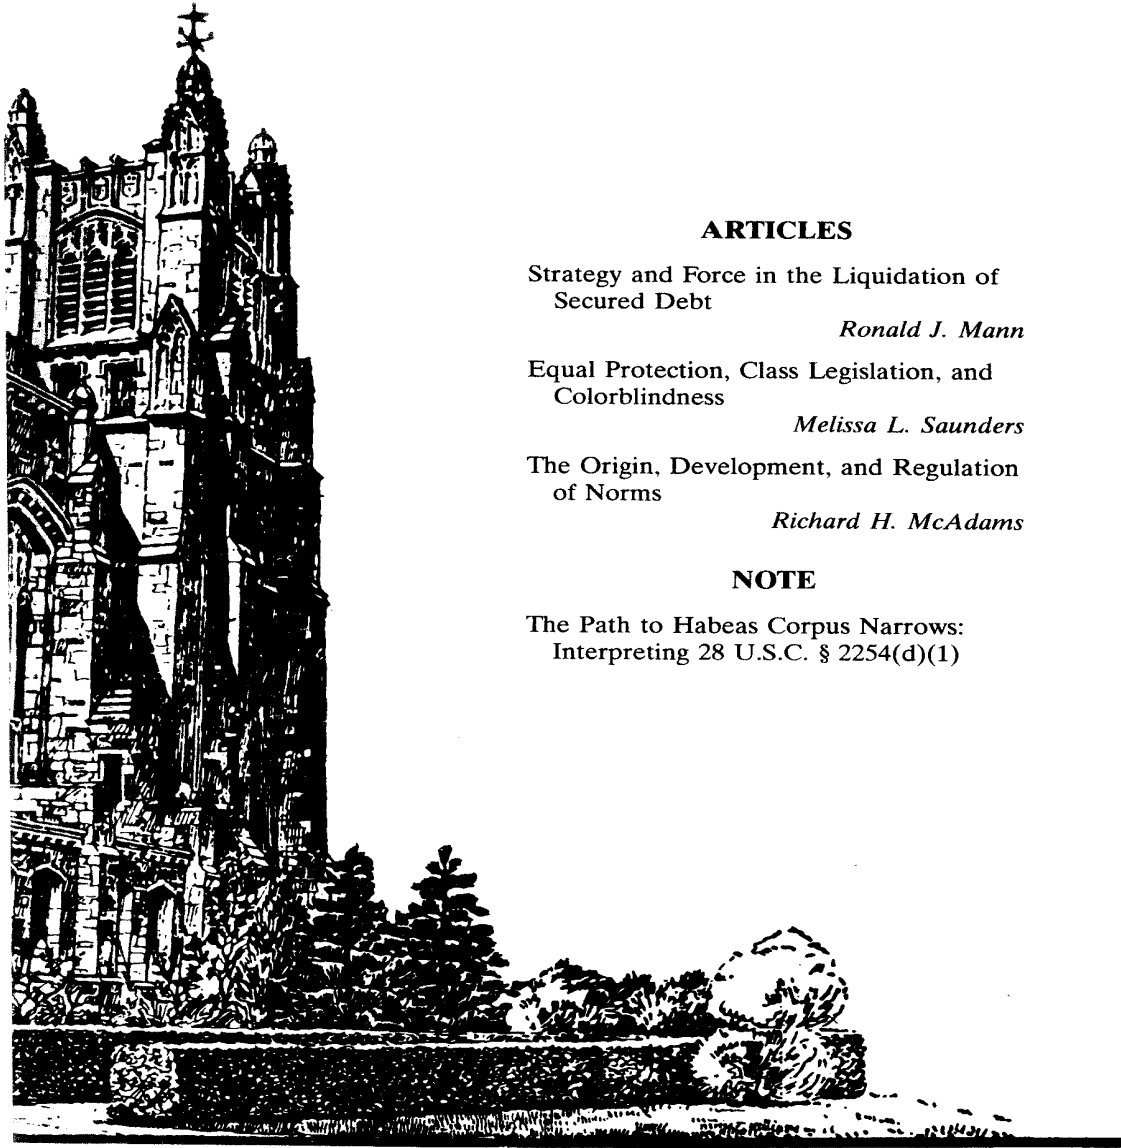 ARTICLES
Strategy and Force in the Liquidation of
Secured Debt
Ronald J. Mann
Equal Protection, Class Legislation, and
Colorblindness
Melissa L. Saunders
The Origin, Development, and Regulation
of Norms
Richard H. McAdams
NOTE
The Path to Habeas Corpus Narrows:
Interpreting 28 U.S.C. § 2254(d)(1)